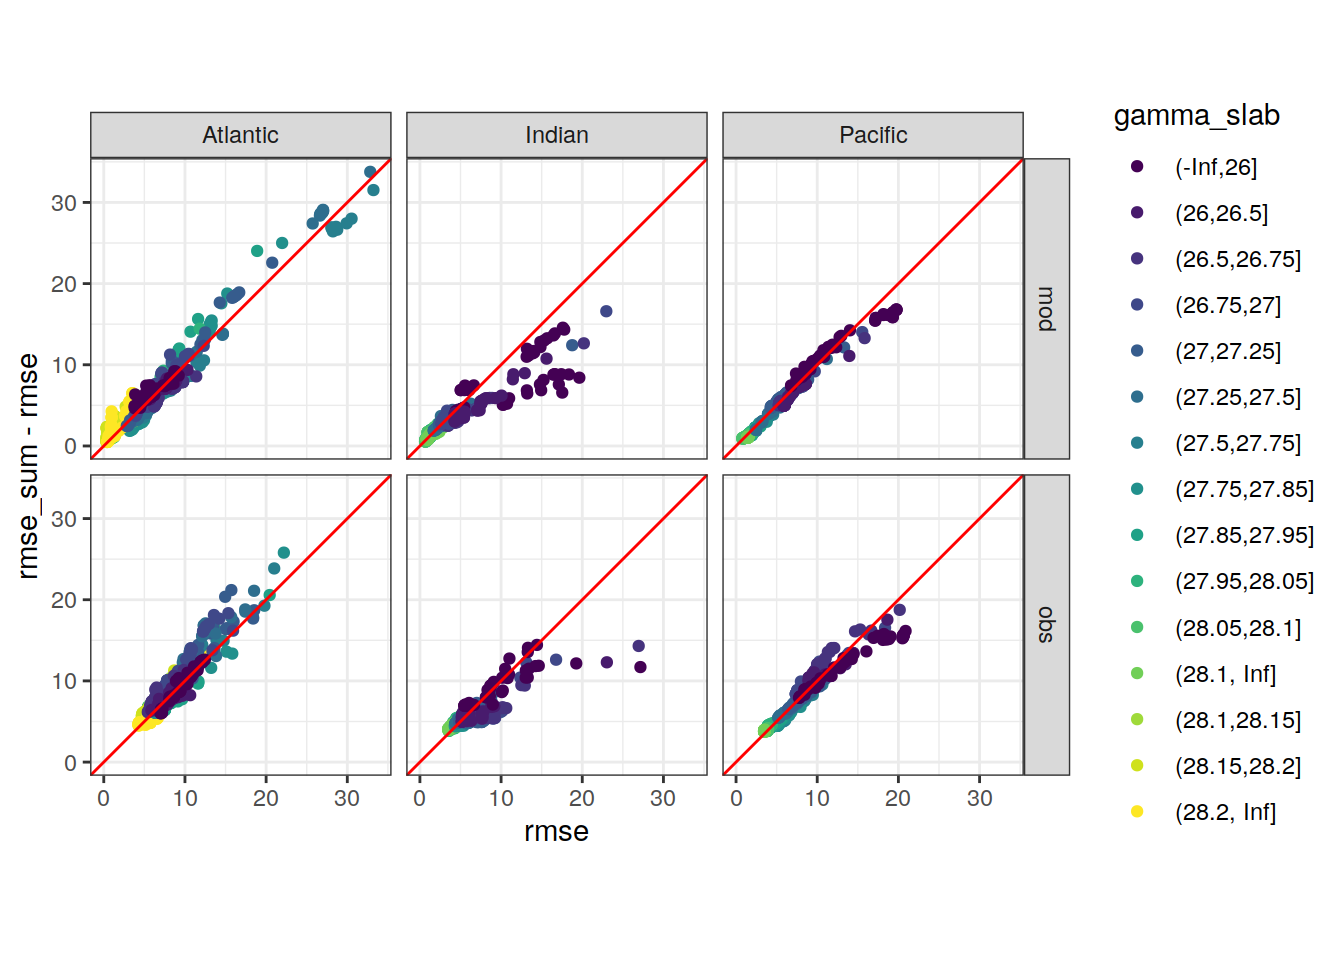 Atlantic
Indian
Pacific
gamma_slab
(-Inf,26]
(26,26.5]
(26.5,26.75]
(26.75,27]
(27,27.25]
(27.25,27.5]
(27.5,27.75]
(27.75,27.85]
(27.85,27.95]
(27.95,28.05]
(28.05,28.1]
(28.1, Inf]
(28.1,28.15]
(28.15,28.2]
(28.2, Inf]
rmse_sum - rmse
30
20
10
0
mod
30
20
10
0
obs
0 10 20 30 0 10 20 30 0 10 20 30
rmse